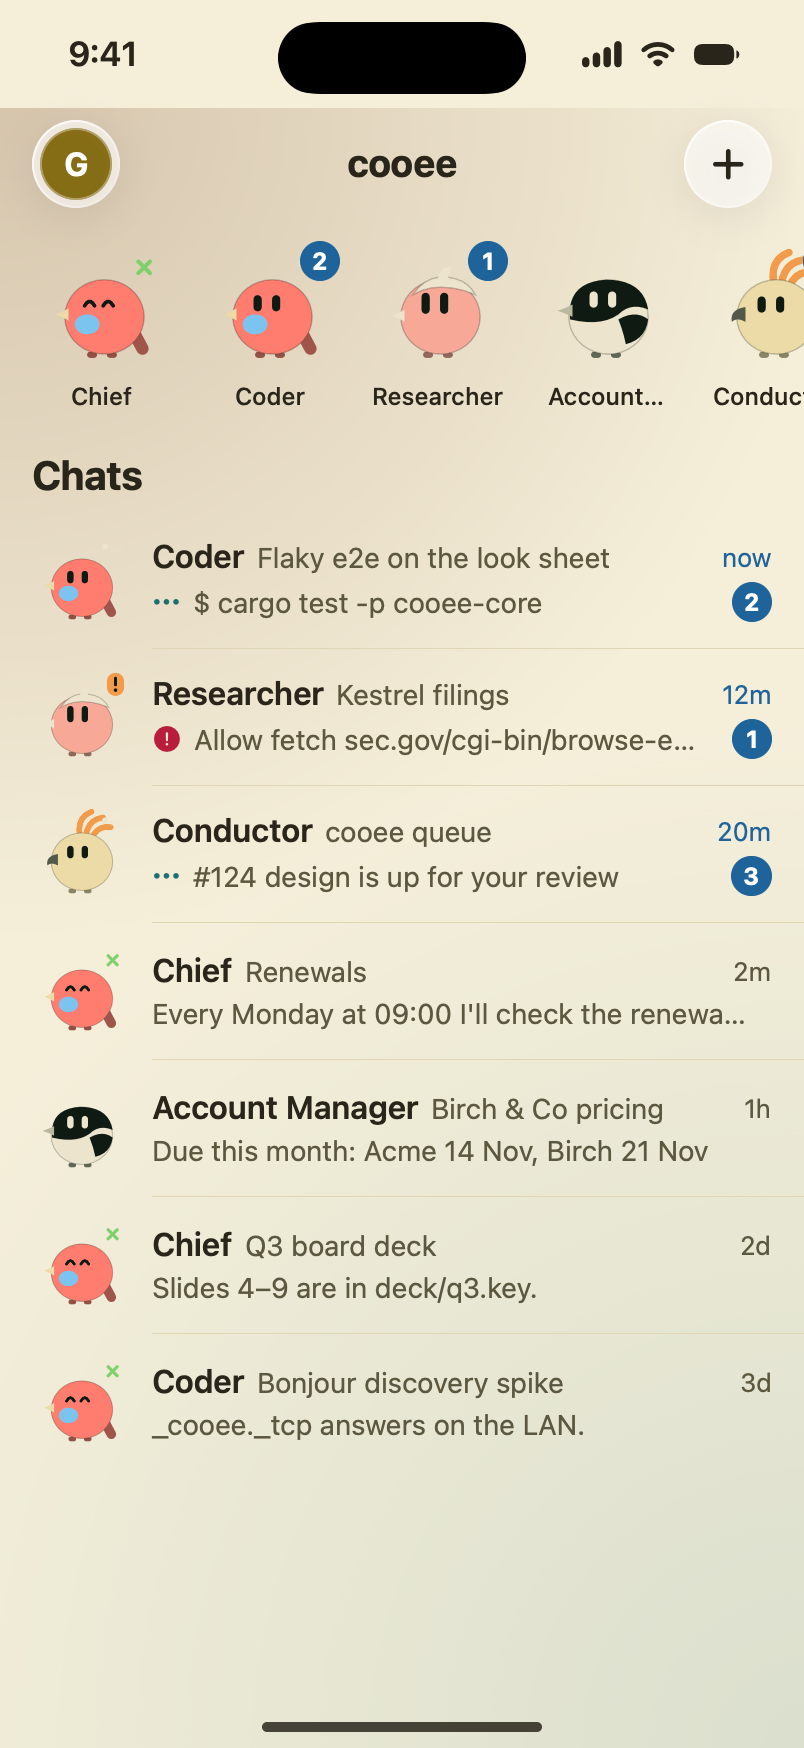 9:41
G
cooee
+
2
1
Chief
Coder
Researcher
Account...
Conduct
Chats
Coder Flaky e2e on the look sheet now
$ cargo test -p cooee-core 2
Researcher Kestrel filings 12m
Allow fetch sec.gov/cgi-bin/browse-e... 1
Conductor cooee queue 20m
#124 design is up for your review 3
Chief Renewals 2m
Every Monday at 09:00 I'll check the renewa...
Account Manager Birch & Co pricing 1h
Due this month: Acme 14 Nov, Birch 21 Nov
Chief Q3 board deck 2d
Slides 4–9 are in deck/q3.key.
Coder Bonjour discovery spike 3d
_cooee._tcp answers on the LAN.